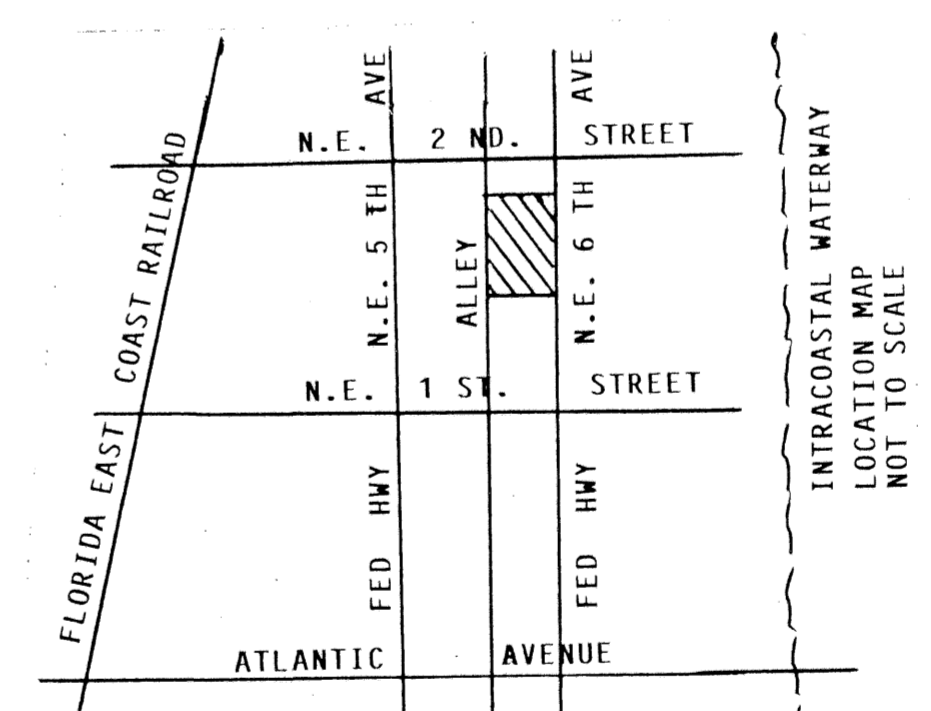 N.E. 2 ND. STREET
N.E. 5 TH AVE
N.E. 6 TH AVE
ALLEY
FLORIDA EAST COAST RAILROAD
N.E. 1 ST. STREET
FED HWY
FED HWY
ATLANTIC AVENUE
INTRACOASTAL WATERWAY
LOCATION MAP
NOT TO SCALE